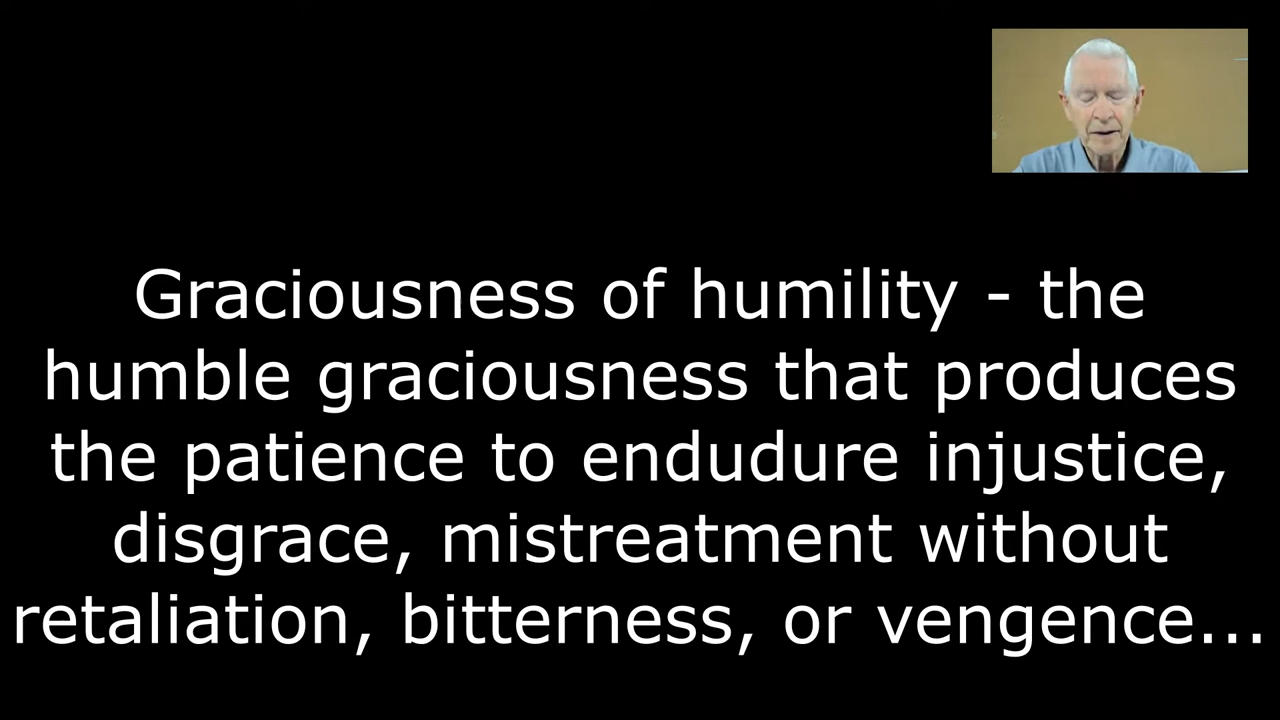 Graciousness of humility - the
humble graciousness that produces
the patience to endudure injustice,
disgrace, mistreatment without
retaliation, bitterness, or vengence...